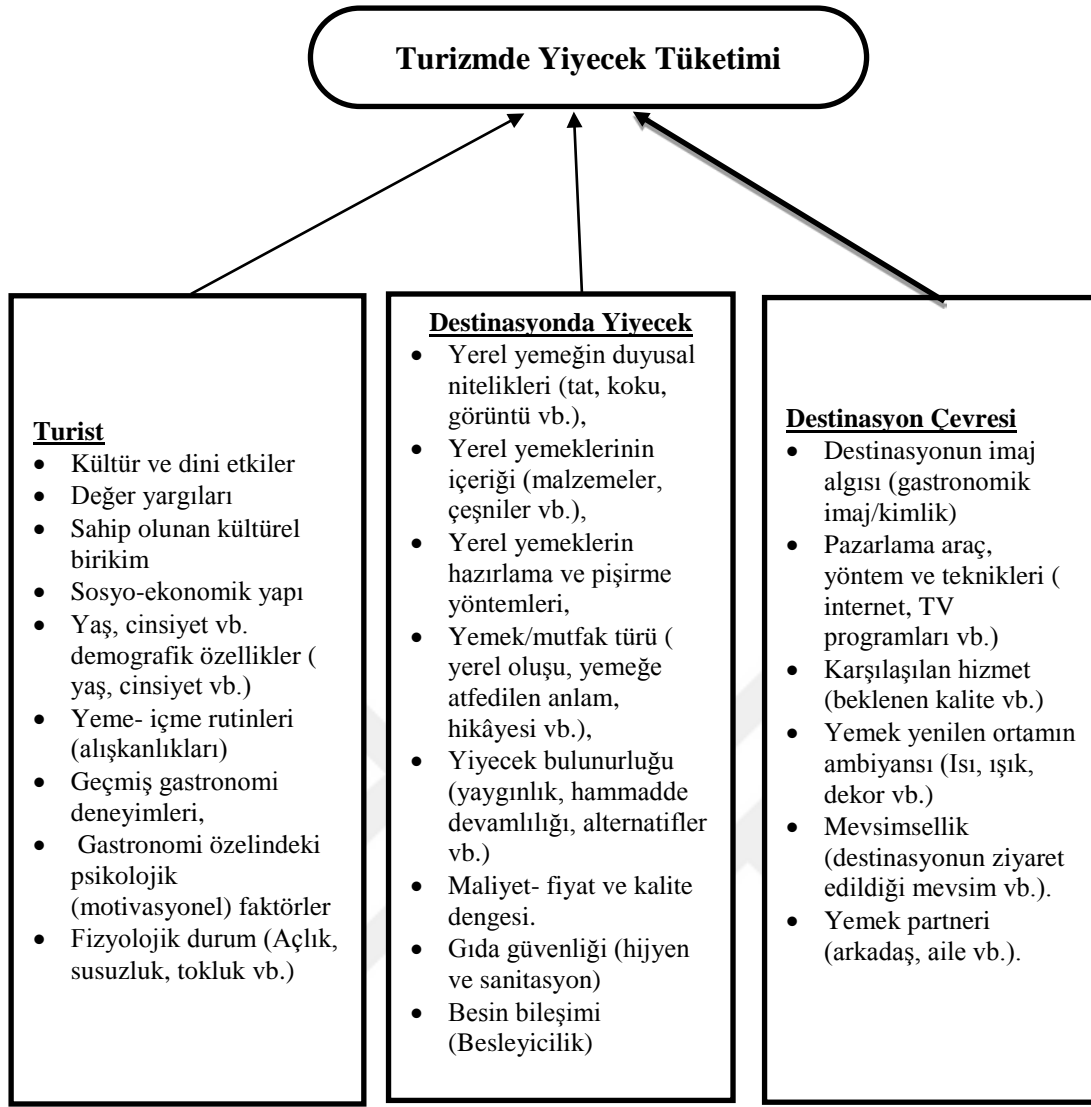 Turizmde Yiyecek Tüketimi
Turist
• Kültür ve dini etkiler
• Değer yargıları
• Sahip olunan kültürel
birikim
• Sosyo-ekonomik yapı
• Yaş, cinsiyet vb.
demografik özellikler (
yaş, cinsiyet vb.)
• Yeme- içme rutinleri
(alışkanlıkları)
• Geçmiş gastronomi
deneyimleri,
• Gastronomi özelindeki
psikolojik
(motivasyonel) faktörler
• Fizyolojik durum (Açlık,
susuzluk, tokluk vb.)
Destinasyonda Yiyecek
• Yerel yemeğin duyusal
nitelikleri (tat, koku,
görüntü vb.),
• Yerel yemeklerinin
içeriği (malzemeler,
çeşniler vb.),
• Yerel yemeklerin
hazırlama ve pişirme
yöntemleri,
• Yemek/mutfak türü (
yerel oluşu, yemeğe
atfedilen anlam,
hikâyesi vb.),
• Yiyecek bulunurluğu
(yaygınlık, hammadde
devamlılığı, alternatifler
vb.)
• Maliyet- fiyat ve kalite
dengesi.
• Gıda güvenliği (hijyen
ve sanitasyon)
• Besin bileşimi
(Besleyicilik)
Destinasyon Çevresi
• Destinasyonun imaj
algısı (gastronomik
imaj/kimlik)
• Pazarlama araç,
yöntem ve teknikleri (
internet, TV
programları vb.)
• Karşılaşılan hizmet
(beklenen kalite vb.)
• Yemek yenilen ortamın
ambiyansı (Isı, ışık,
dekor vb.)
• Mevsimsellik
(destinasyonun ziyaret
edildiği mevsim vb.).
• Yemek partneri
(arkadaş, aile vb.).